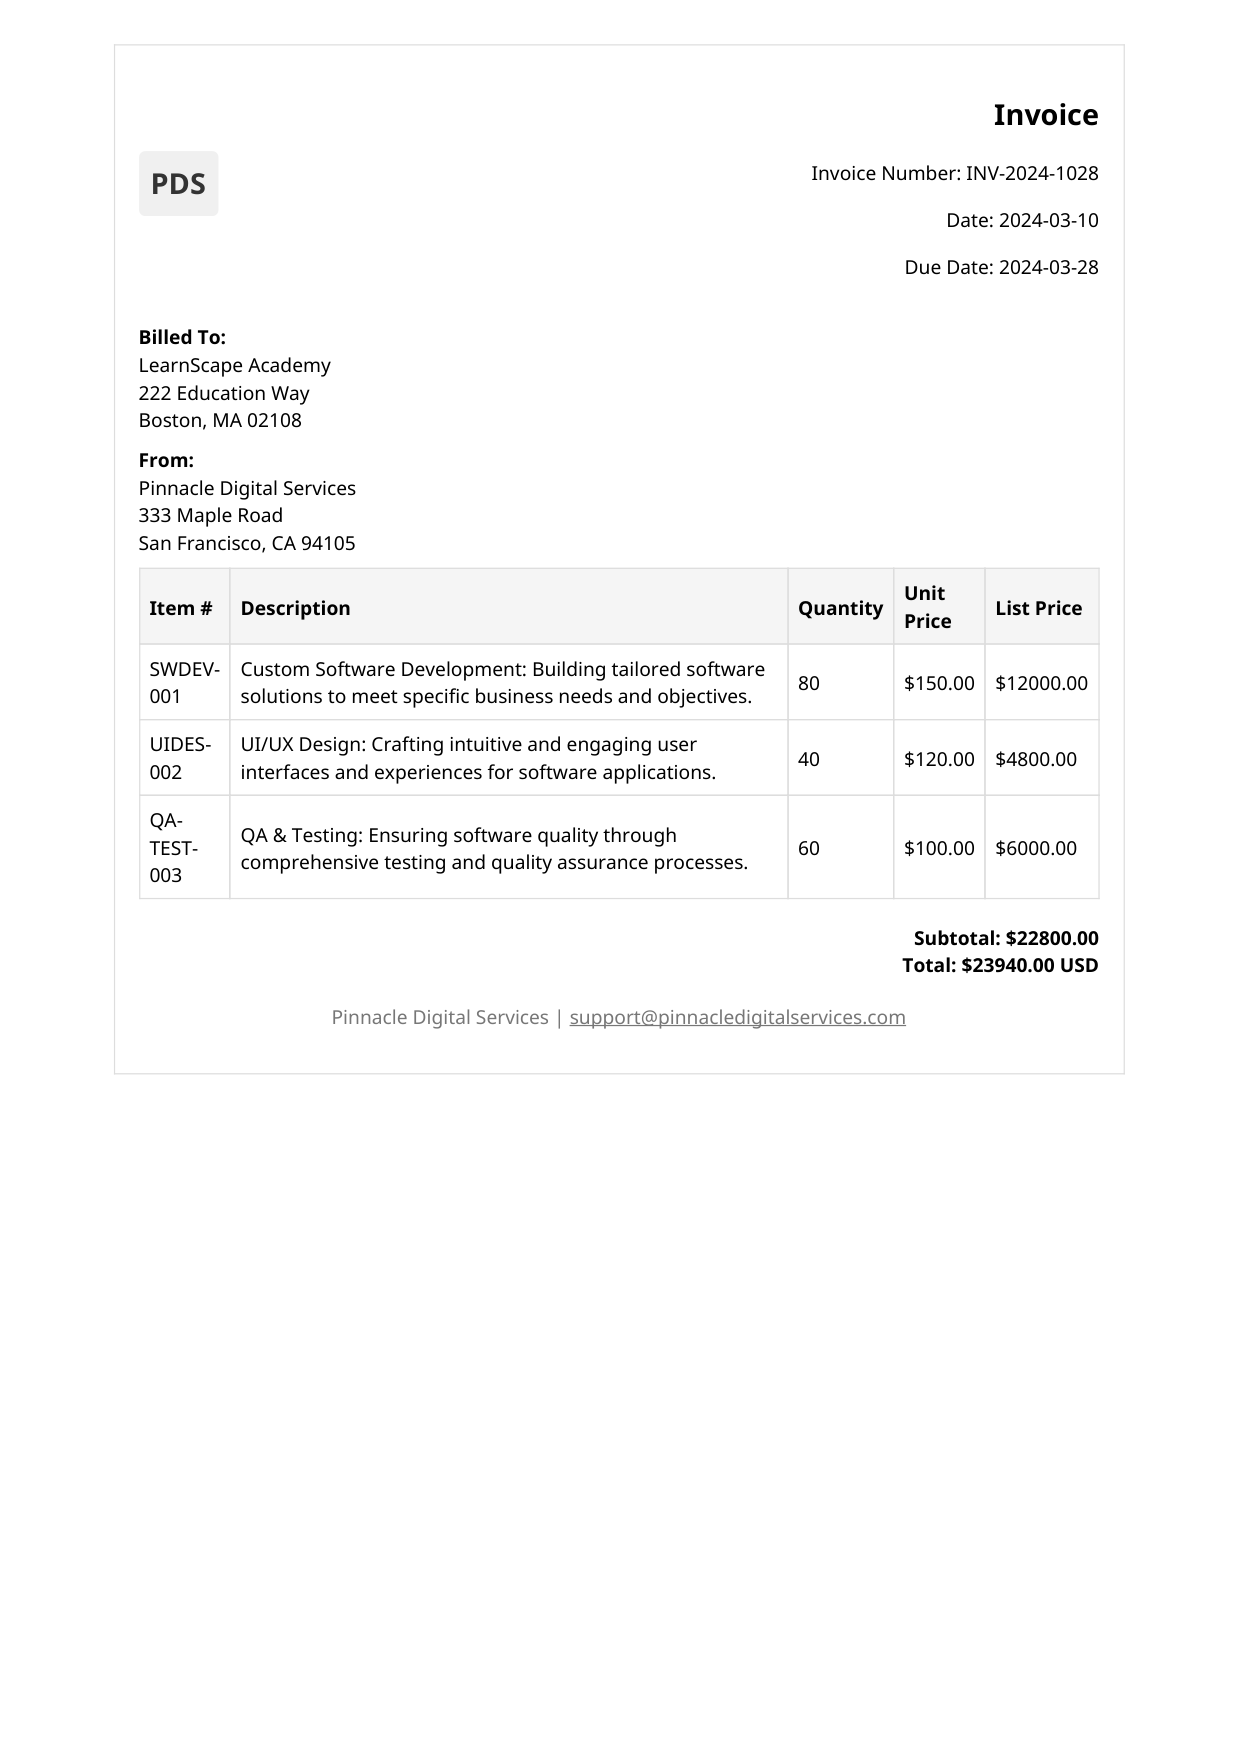 Invoice
PDS
Invoice Number: INV-2024-1028
Date: 2024-03-10
Due Date: 2024-03-28
Billed To:
LearnScape Academy
222 Education Way
Boston, MA 02108
From:
Pinnacle Digital Services
333 Maple Road
San Francisco, CA 94105
Item # Description Quantity Unit Price List Price
SWDEV-001 Custom Software Development: Building tailored software
solutions to meet specific business needs and objectives. 80 $150.00 $12000.00
UIDES-002 UI/UX Design: Crafting intuitive and engaging user
interfaces and experiences for software applications. 40 $120.00 $4800.00
QA-TEST-003 QA & Testing: Ensuring software quality through
comprehensive testing and quality assurance processes. 60 $100.00 $6000.00
Subtotal: $22800.00
Total: $23940.00 USD
Pinnacle Digital Services | support@pinnacledigitalservices.com